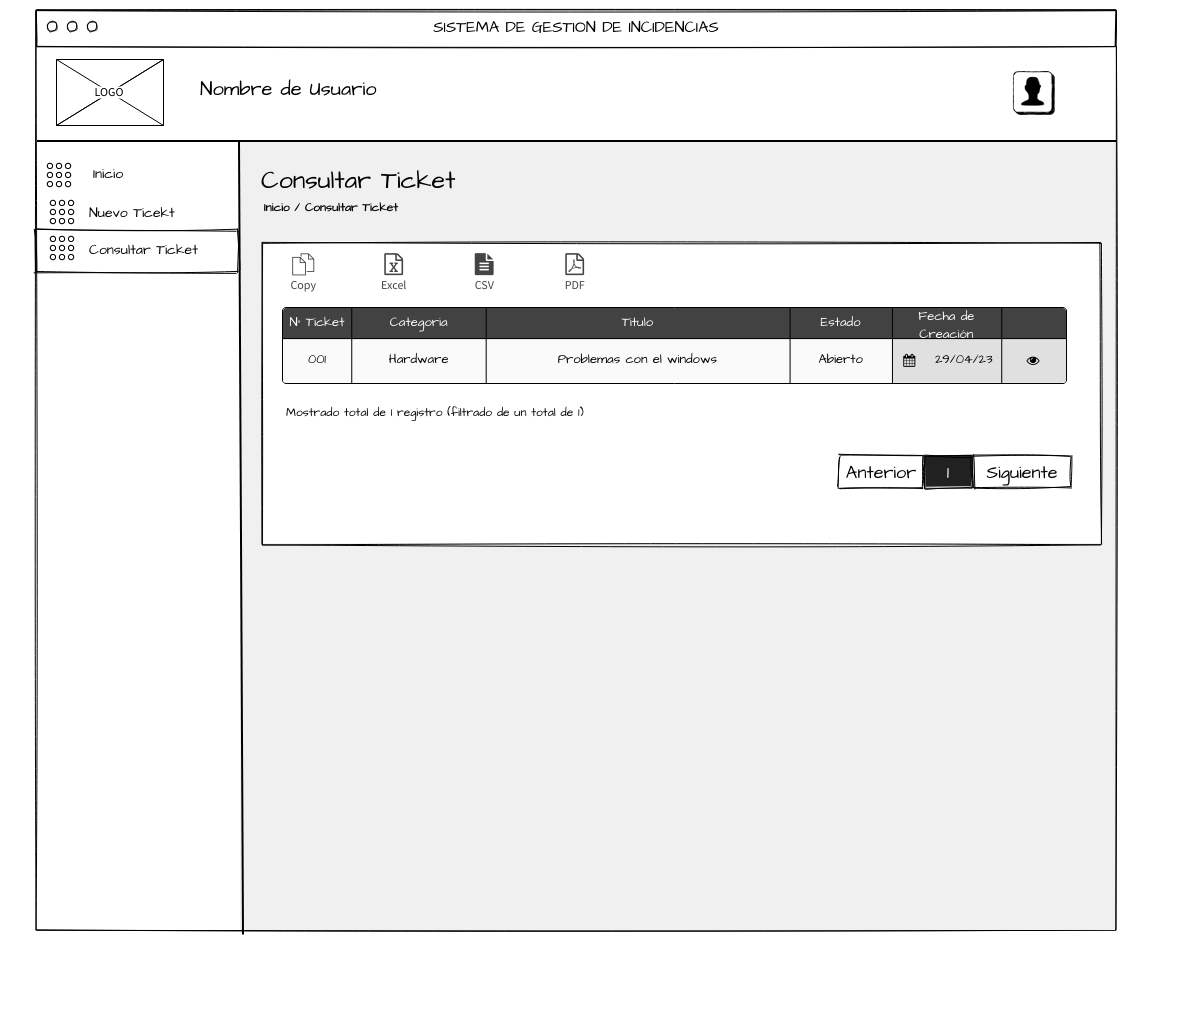 SISTEMA DE GESTION DE INCIDENCIAS
LOGO
Nombre de Usuario
Inicio
Nuevo Ticekt
Consultar Ticket
Consultar Ticket
Inicio / Consultar Ticket
Copy
Excel
CSV
PDF
N° Ticket
Categoria
Titulo
Estado
Fecha de
Creación
001
Hardware
Problemas con el windows
Abierto
29/04/23
Mostrado total de 1 registro (filtrado de un total de 1)
Anterior
1
Siguiente